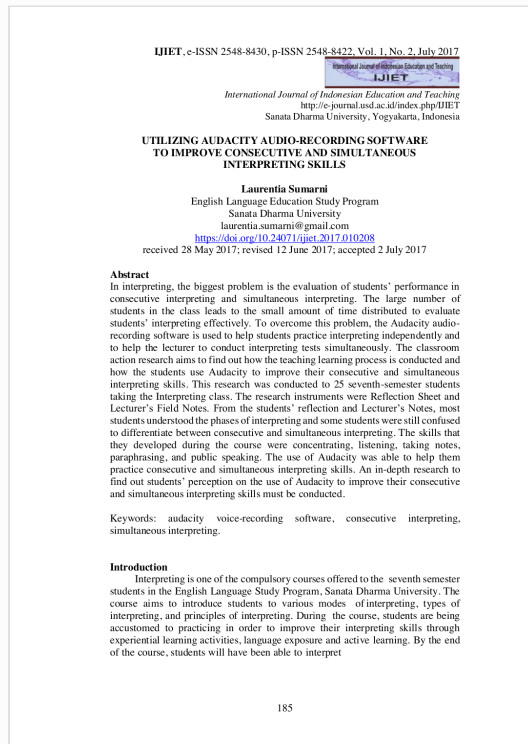 IJIET, e-ISSN 2548-8430, p-ISSN 2548-8422, Vol. 1, No. 2, July 2017
International Journal of Indonesian Education and Teaching
IJIET
International Journal of Indonesian Education and Teaching
http://e-journal.usd.ac.id/index.php/IJIET
Sanata Dharma University, Yogyakarta, Indonesia
UTILIZING AUDACITY AUDIO-RECORDING SOFTWARE
TO IMPROVE CONSECUTIVE AND SIMULTANEOUS
INTERPRETING SKILLS
Laurentia Sumarni
English Language Education Study Program
Sanata Dharma University
laurentia.sumarni@gmail.com
https://doi.org/10.24071/ijiet.2017.010208
received 28 May 2017; revised 12 June 2017; accepted 2 July 2017
Abstract
In interpreting, the biggest problem is the evaluation of students' performance in
consecutive interpreting and simultaneous interpreting. The large number of
students in the class leads to the small amount of time distributed to evaluate
students' interpreting effectively. To overcome this problem, the Audacity audio-
recording software is used to help students practice interpreting independently and
to help the lecturer to conduct interpreting tests simultaneously. The classroom
action research aims to find out how the teaching learning process is conducted and
how the students use Audacity to improve their consecutive and simultaneous
interpreting skills. This research was conducted to 25 seventh-semester students
taking the Interpreting class. The research instruments were Reflection Sheet and
Lecturer's Field Notes. From the students' reflection and Lecturer's Notes, most
students understood the phases of interpreting and some students were still confused
to differentiate between consecutive and simultaneous interpreting. The skills that
they developed during the course were concentrating, listening, taking notes,
paraphrasing, and public speaking. The use of Audacity was able to help them
practice consecutive and simultaneous interpreting skills. An in-depth research to
find out students' perception on the use of Audacity to improve their consecutive
and simultaneous interpreting skills must be conducted.
Keywords: audacity voice-recording software, consecutive interpreting,
simultaneous interpreting.
Introduction
Interpreting is one of the compulsory courses offered to the seventh semester
students in the English Language Study Program, Sanata Dharma University. The
course aims to introduce students to various modes of interpreting, types of
interpreting, and principles of interpreting. During the course, students are being
accustomed to practicing in order to improve their interpreting skills through
experiential learning activities, language exposure and active learning. By the end
of the course, students will have been able to interpret
185